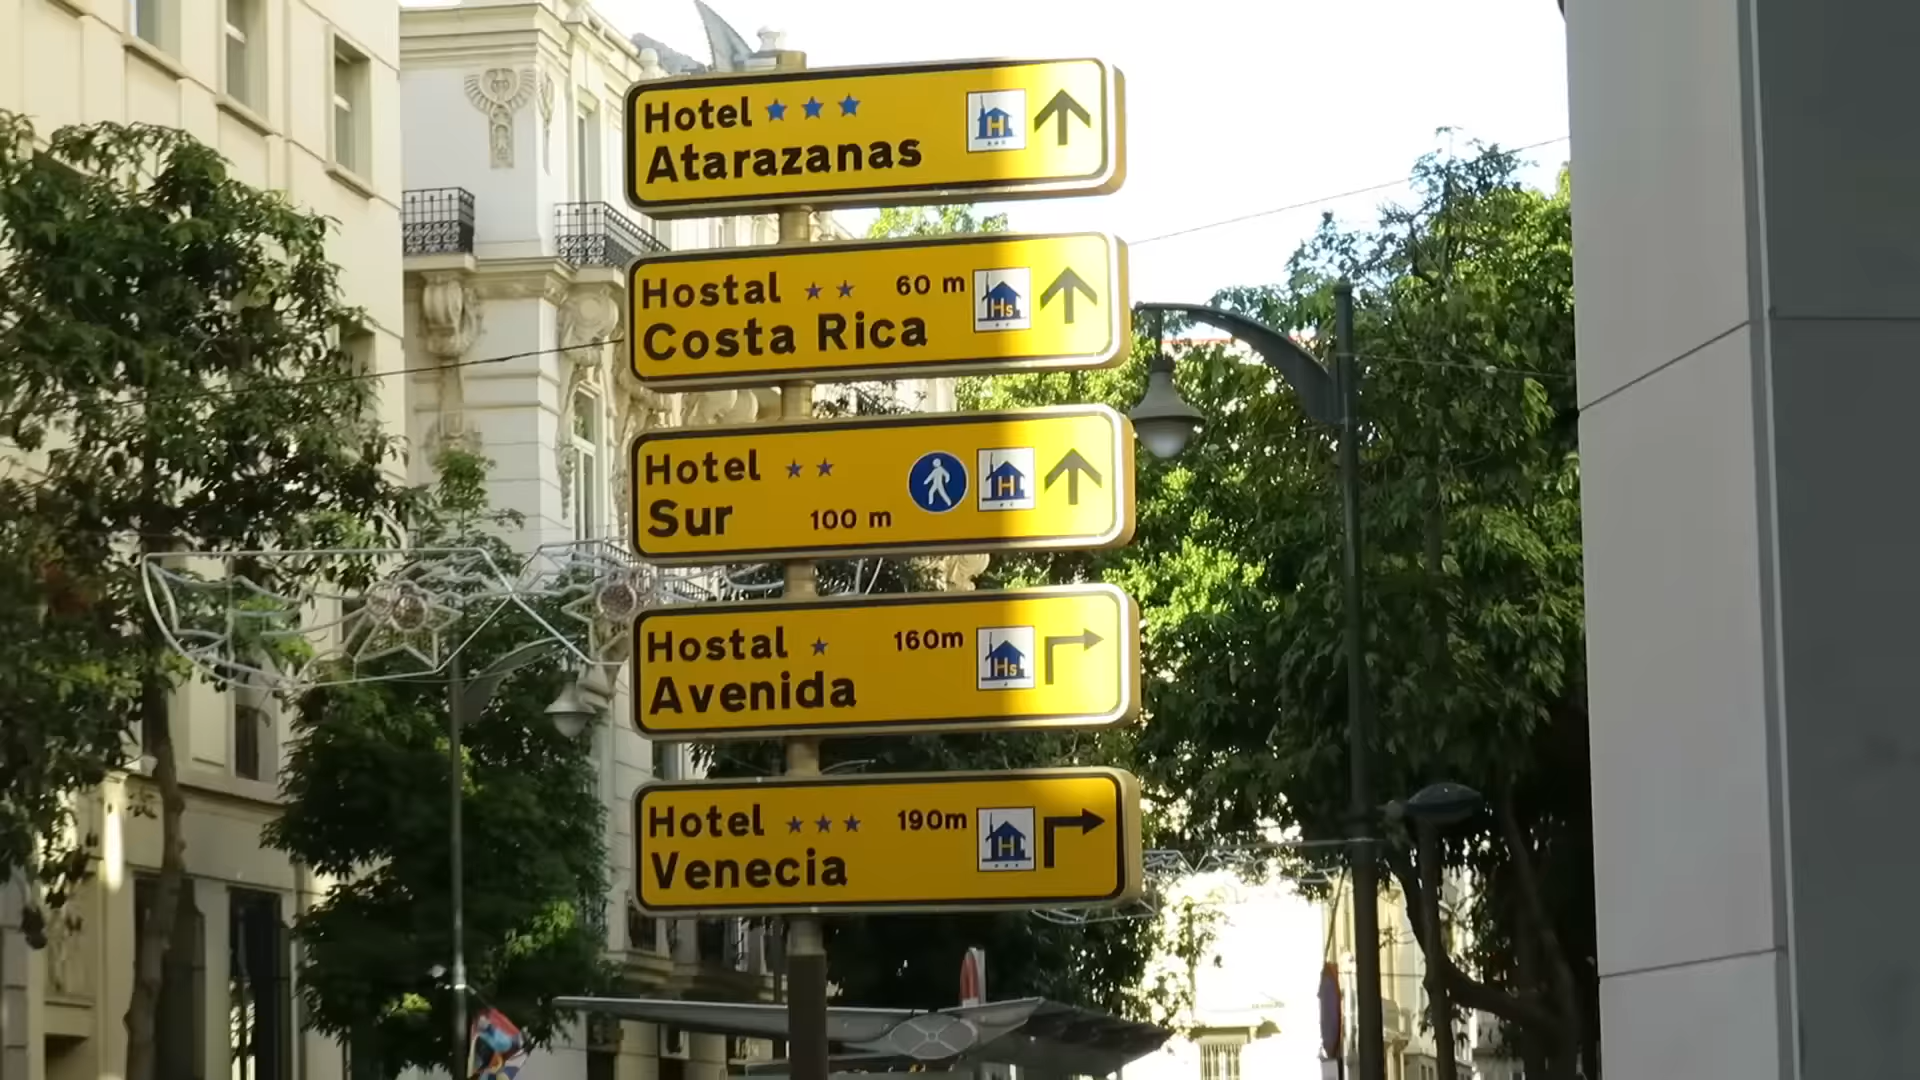 Hotel ★ ★ ★
Atarazanas
H
Hostal ★ ★ 60 m
Costa Rica
Hs
Hotel ★ ★
Sur 100 m
H
Hostal ★ 160m
Avenida
Hs
Hotel ★ ★ ★ 190m
Venecia
H